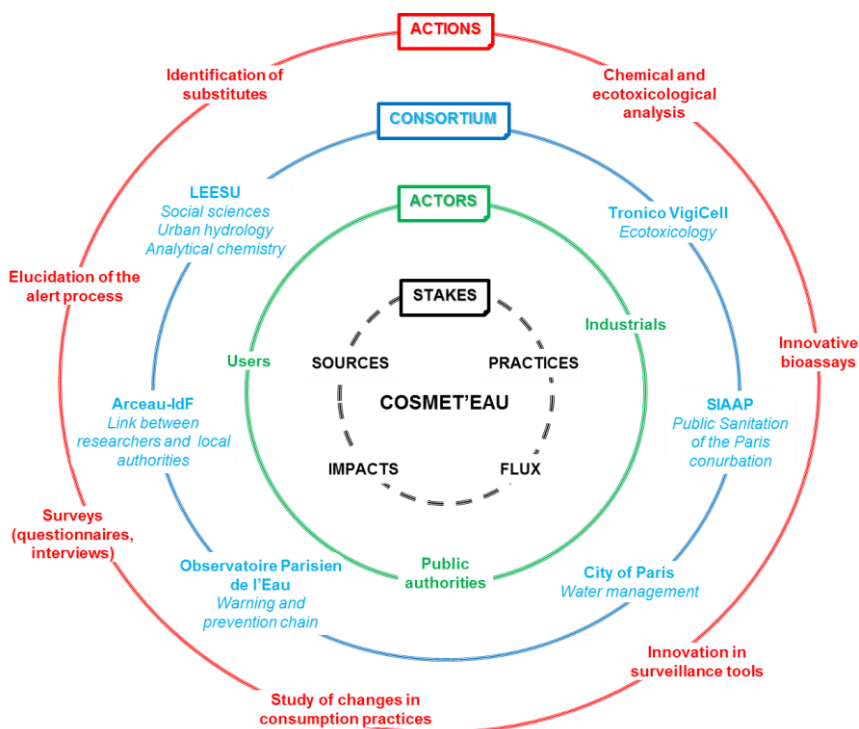 ACTIONS
Identification of
substitutes
Chemical and
ecotoxicological
analysis
CONSORTIUM
LEESU
Social sciences
Urban hydrology
Analytical chemistry
ACTORS
Tronico VigiCell
Ecotoxicology
Elucidation of the
alert process
STAKES
Industrials
Users
SOURCES
PRACTICES
Innovative
bioassays
COSMET'EAU
Arceau-IdF
Link between
researchers and local
authorities
SIAAP
Public Sanitation
of the Paris
conurbation
IMPACTS
FLUX
Surveys
(questionnaires,
interviews)
Observatoire Parisien
de l'Eau
Warning and
prevention chain
Public
authorities
City of Paris
Water management
Innovation in
surveillance tools
Study of changes in
consumption practices